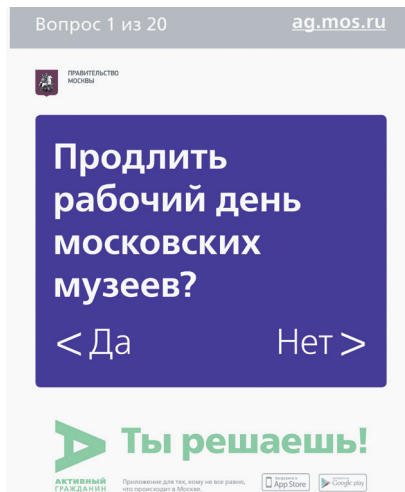 Вопрос 1 из 20
ag.mos.ru
ПРАВИТЕЛЬСТВО
МОСКВЫ
Продлить
рабочий день
московских
музеев?
< Да
Нет >
Ты решаешь!
АКТИВНЫЙ
ГРАЖДАНИН
Приложение для тех, кому не все равно,
что происходит в Москве.
Загрузите в
App Store
Google play